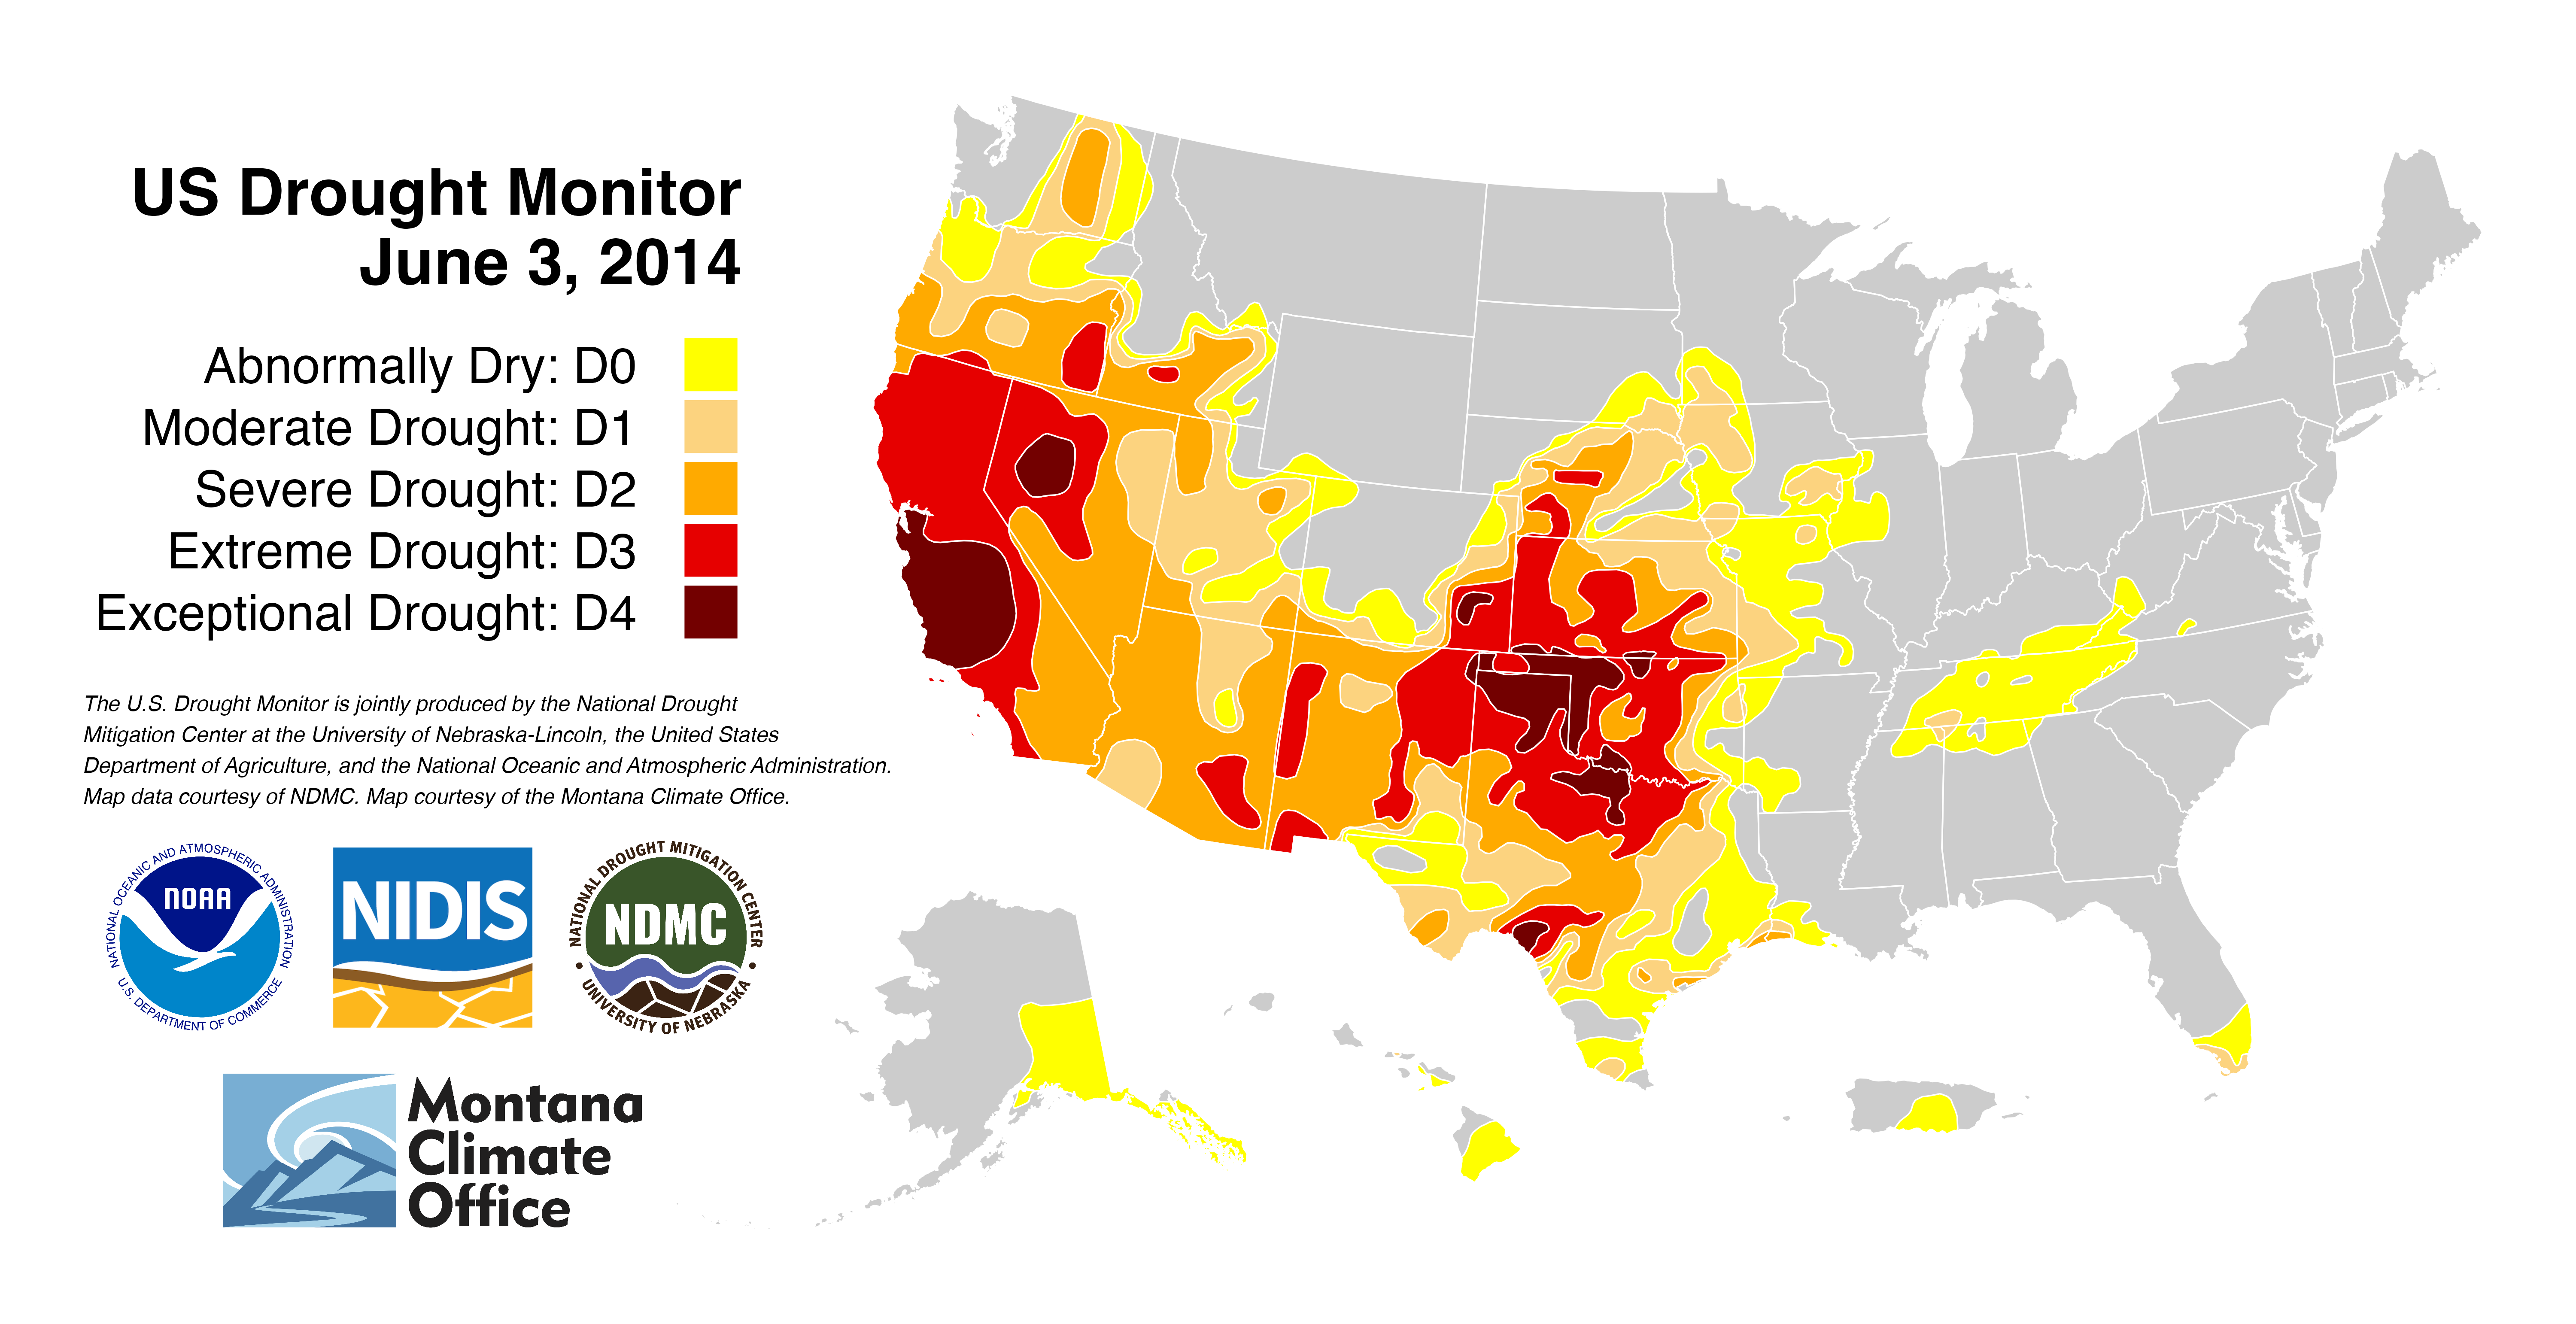 US Drought Monitor
June 3, 2014
Abnormally Dry: D0
Moderate Drought: D1
Severe Drought: D2
Extreme Drought: D3
Exceptional Drought: D4
The U.S. Drought Monitor is jointly produced by the National Drought
Mitigation Center at the University of Nebraska-Lincoln, the United States
Department of Agriculture, and the National Oceanic and Atmospheric Administration.
Map data courtesy of NDMC. Map courtesy of the Montana Climate Office.
NATIONAL OCEANIC AND ATMOSPHERIC ADMINISTRATION
NOAA
U.S. DEPARTMENT OF COMMERCE
NIDIS
NATIONAL DROUGHT MITIGATION CENTER
NDMC
UNIVERSITY OF NEBRASKA
Montana
Climate
Office